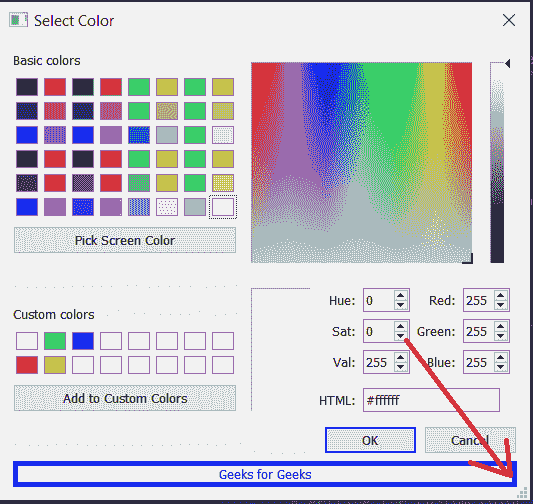 Select Color
Basic colors
Pick Screen Color
Custom colors
Add to Custom Colors
Hue: 0 Red: 255
Sat: 0 Green: 255
Val: 255 Blue: 255
HTML: #ffffff
OK Cancel
Geeks for Geeks